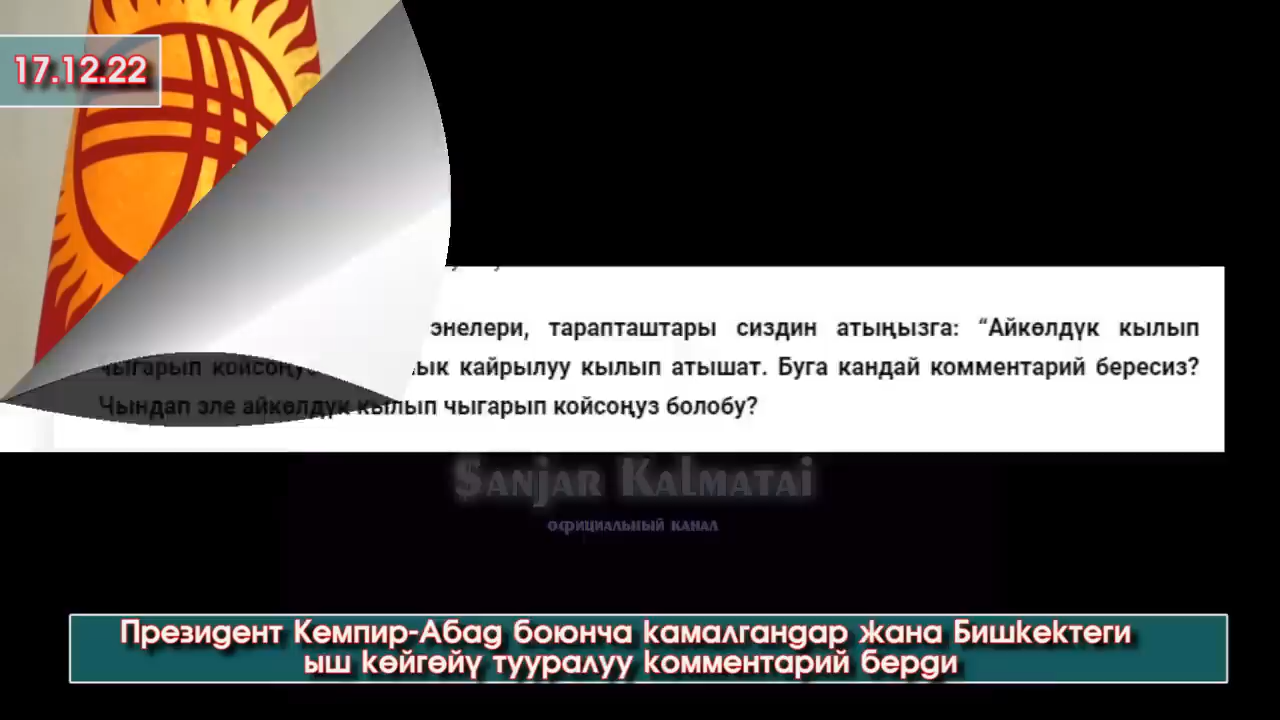 17.12.22
энелери, тарапташтары сиздин атыңызга: “Айкөлдүк кылып
чыгарып кайрылуу кылып атышат. Буга кандай комментарий бересиз?
Чындап эле айкөлдүк кылып чыгарып койсоңуз болобу?
Sanjar Kalmatai
официальный канал
Президент Кемпир-Абад боюнча камалгандар жана Бишкектеги
ыш көйгөйү тууралуу комментарий берди